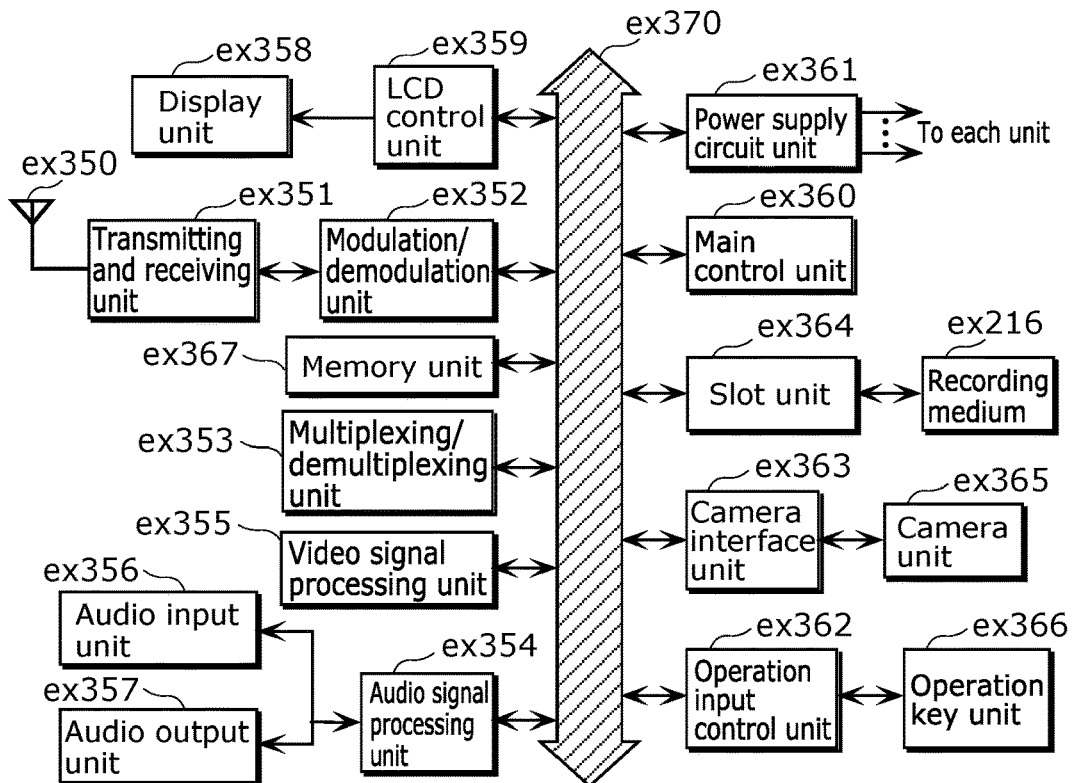 ex358
Display
unit
ex359
LCD
control
unit
ex370
ex361
Power supply
circuit unit
To each unit
ex350
ex351
Transmitting
and receiving
unit
ex352
Modulation/
demodulation
unit
ex360
Main
control unit
ex367
Memory unit
ex364
Slot unit
ex216
Recording
medium
ex353
Multiplexing/
demultiplexing
unit
ex363
Camera
interface
unit
ex365
Camera
unit
ex355
Video signal
processing unit
ex356
Audio input
unit
ex357
Audio output
unit
ex354
Audio signal
processing
unit
ex362
Operation
input
control unit
ex366
Operation
key unit